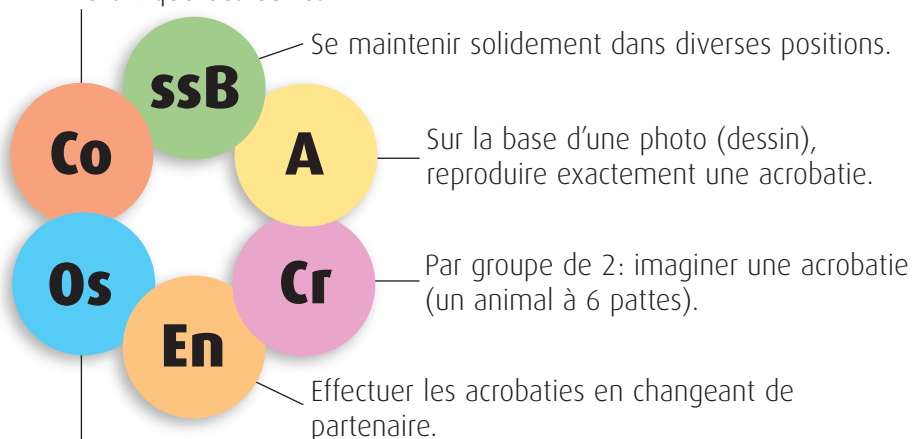 Se maintenir solidement dans diverses positions.
ssB
Co
A
Sur la base d’une photo (dessin),
reproduire exactement une acrobatie.
Os
Cr
Par groupe de 2: imaginer une acrobatie
(un animal à 6 pattes).
En
Effectuer les acrobaties en changeant de
partenaire.